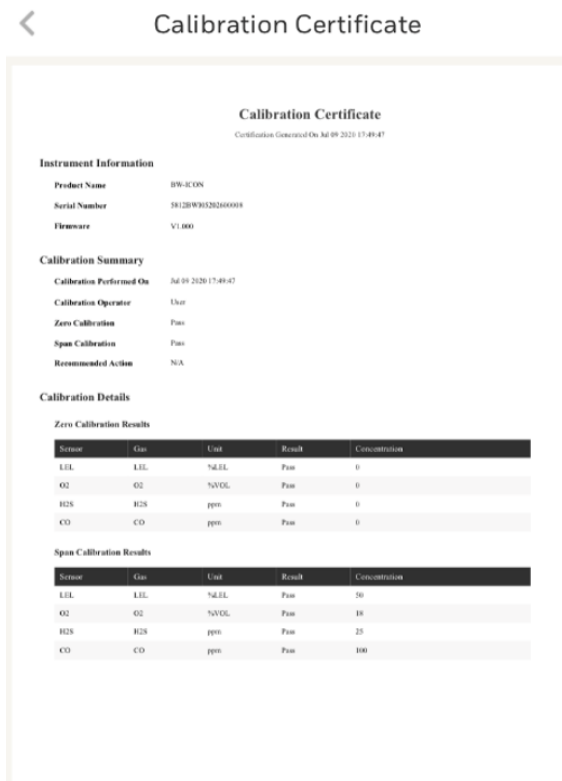 Calibration Certificate
Calibration Certificate
Certification Generated On Jul 09 2020 17:49:47
Instrument Information
Product Name BW-ICON
Serial Number
Firmware V1.000
Calibration Summary
Calibration Performed On Jul 09 2020 17:49:47
Calibration Operator User
Zero Calibration Pass
Span Calibration Pass
Recommended Action N/A
Calibration Details
Zero Calibration Results
Sensor Gas Unit Result Concentration
LEL LEL %LEL Pass 0
O2 O2 %VOL Pass 0
H2S H2S ppm Pass 0
CO CO ppm Pass 0
Span Calibration Results
Sensor Gas Unit Result Concentration
LEL LEL %LEL Pass 50
O2 O2 %VOL Pass 18
H2S H2S ppm Pass 25
CO CO ppm Pass 100